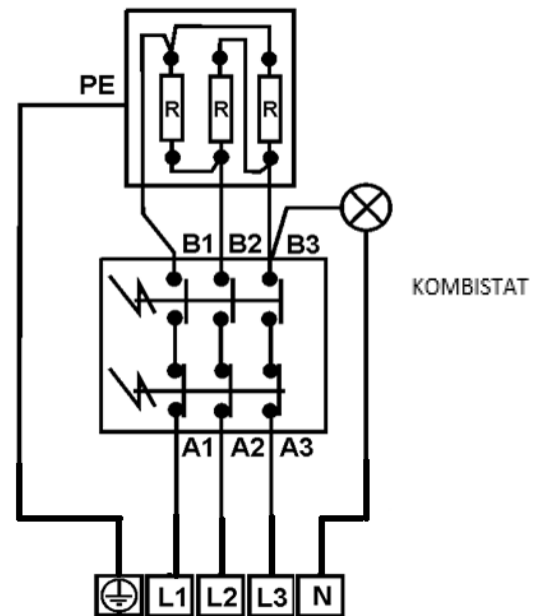 R R R
PE
B1 B2 B3
KOMBISTAT
A1 A2 A3
L1 L2 L3 N